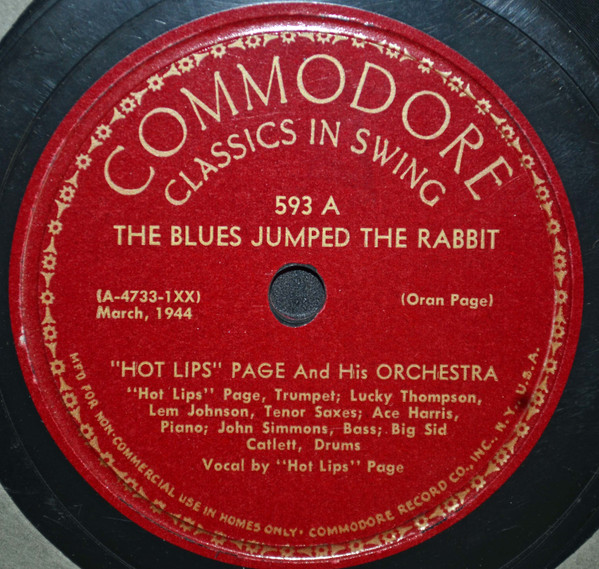 COMMODORE
CLASSICS IN SWING
593 A
THE BLUES JUMPED THE RABBIT
(A-4733-1XX)
March, 1944
(Oran Page)
"HOT LIPS" PAGE And His ORCHESTRA
"Hot Lips" Page, Trumpet; Lucky Thompson,
Lem Johnson, Tenor Saxes; Ace Harris,
Piano; John Simmons, Bass; Big Sid
Catlett, Drums
Vocal by "Hot Lips" Page
MF'D FOR NON-COMMERCIAL USE IN HOMES ONLY • COMMODORE RECORD CO., INC., N.Y. U.S.A.